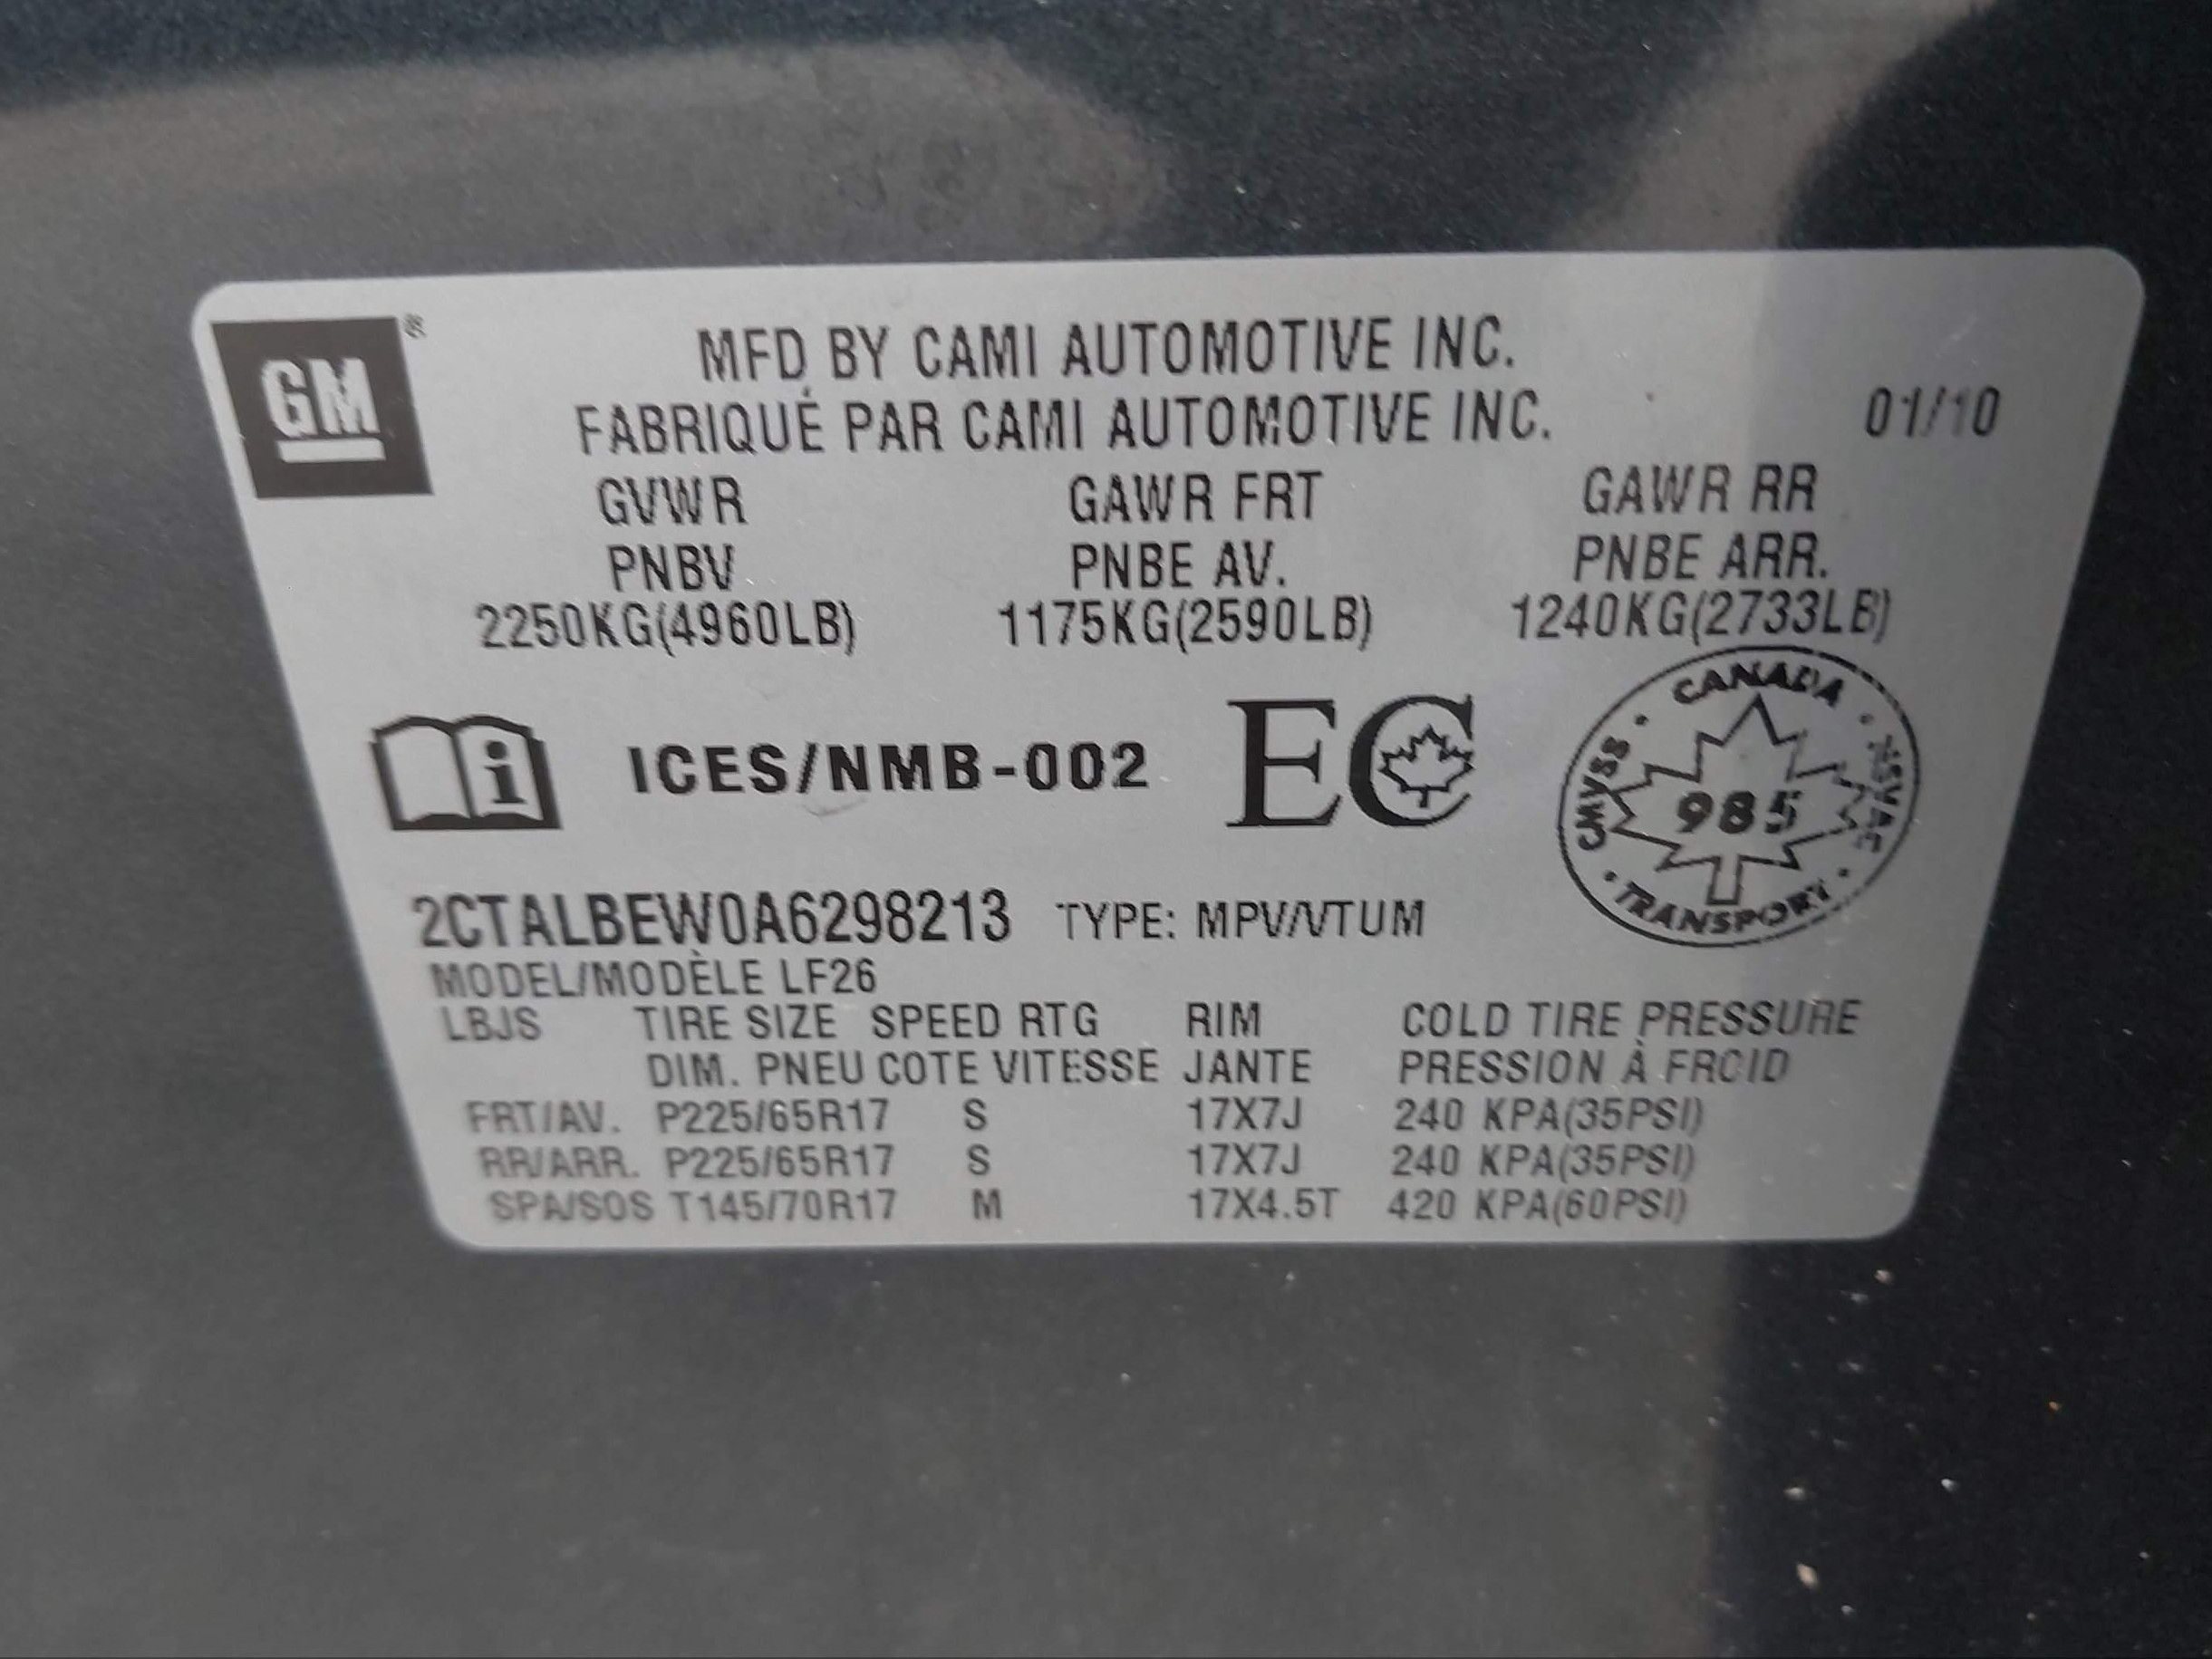 GM®
MFD BY CAMI AUTOMOTIVE INC.
FABRIQUÉ PAR CAMI AUTOMOTIVE INC. 01/10
GVWR GAWR FRT GAWR RR
PNBV PNBE AV. PNBE ARR.
2250KG(4960LB) 1175KG(2590LB) 1240KG(2733LB)
i ICES/NMB-002 EC
CANADA
CMVSS 985 NSVAC
TRANSPORT
2CTALBEW0A6298213 TYPE: MPV/VTUM
MODEL/MODÈLE LF26
LBJS TIRE SIZE SPEED RTG RIM COLD TIRE PRESSURE
DIM. PNEU COTE VITESSE JANTE PRESSION À FROID
FRT/AV. P225/65R17 S 17X7J 240 KPA(35PSI)
RR/ARR. P225/65R17 S 17X7J 240 KPA(35PSI)
SPA/SOS T145/70R17 M 17X4.5T 420 KPA(60PSI)